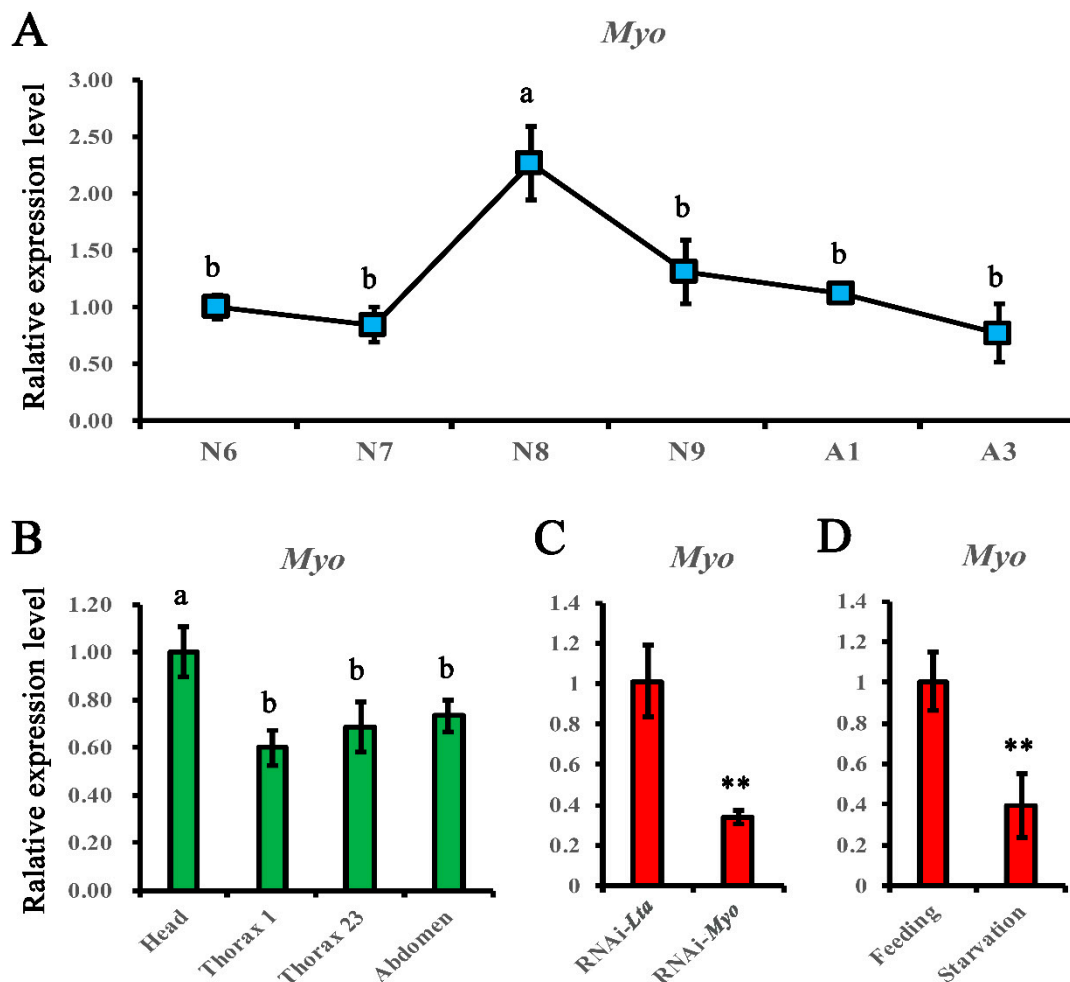 A
Myo
Ralative expression level
3.00
2.50
2.00
1.50
1.00
0.50
0.00
b
b
a
b
b
b
N6 N7 N8 N9 A1 A3
B
Myo
Ralative expression level
1.20
1.00
0.80
0.60
0.40
0.20
0.00
a
b
b
b
Head
Thorax 1
Thorax 23
Abdomen
C
Myo
1.4
1.2
1
0.8
0.6
0.4
0.2
0
**
RNAi-Lta
RNAi-Myo
D
Myo
1.4
1.2
1
0.8
0.6
0.4
0.2
0
**
Feeding
Starvation